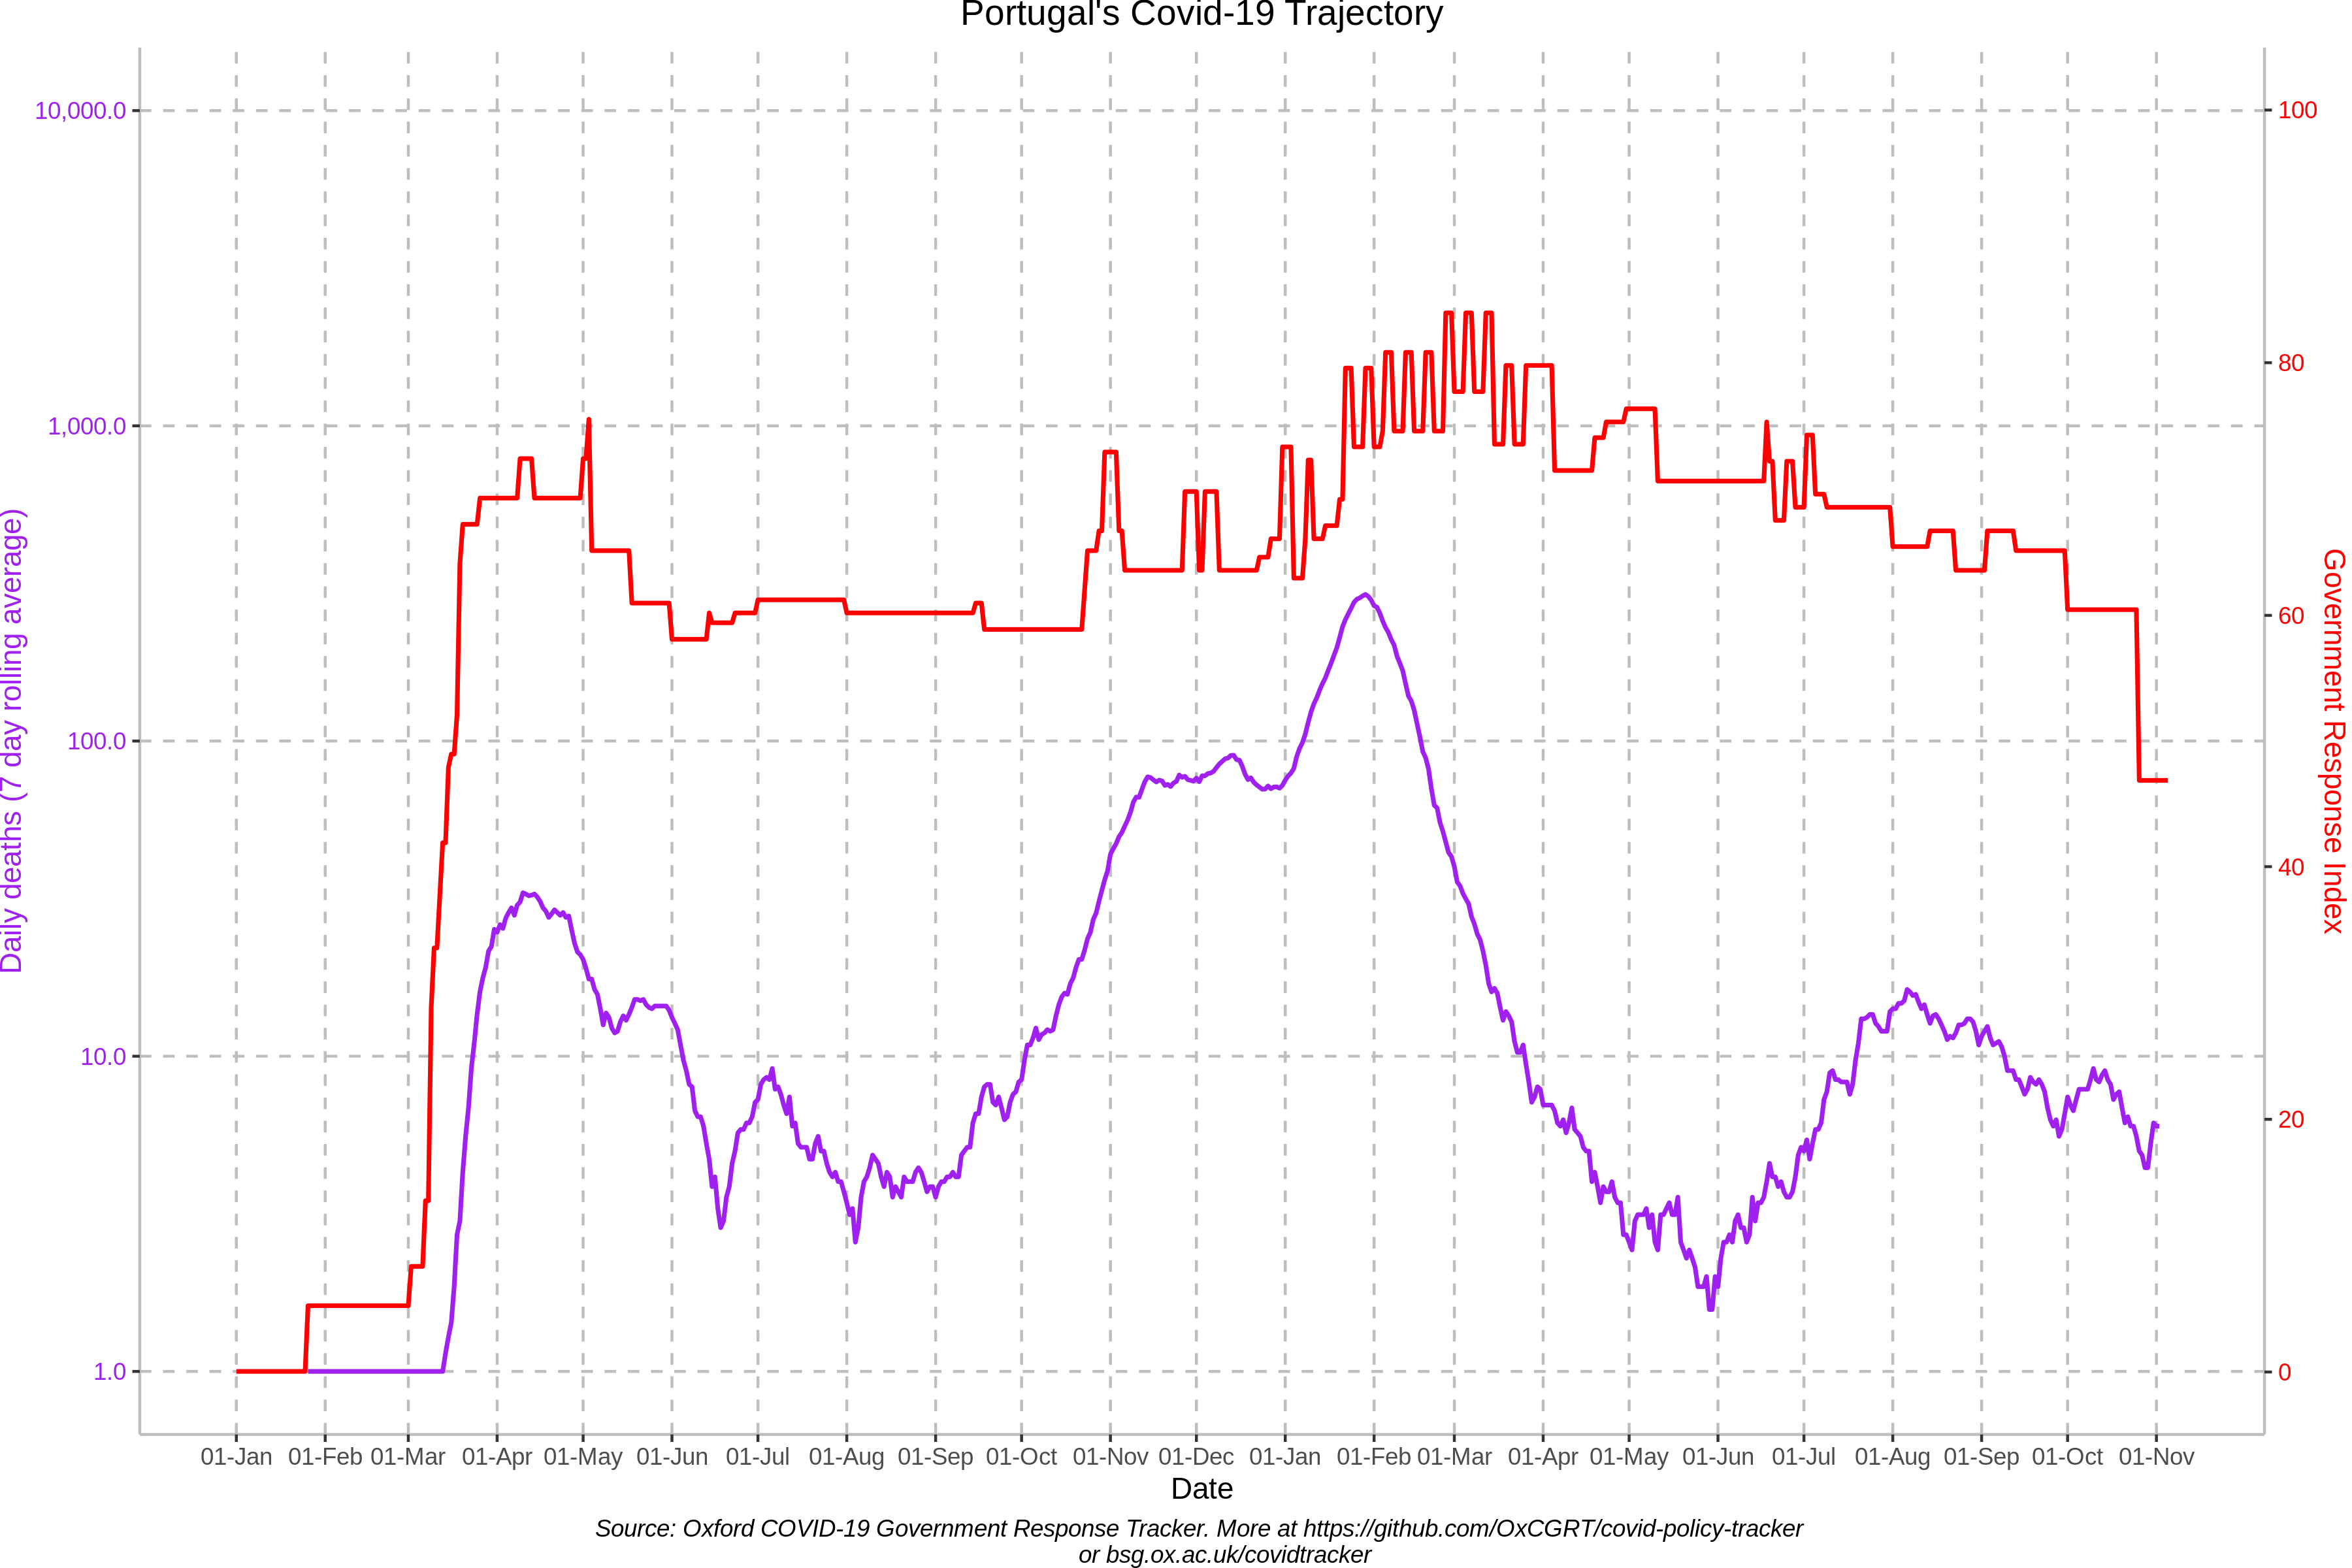 Portugal's Covid-19 Trajectory
10,000.0
1,000.0
100.0
10.0
1.0
Daily deaths (7 day rolling average)
100
80
60
40
20
0
Government Response Index
01-Jan 01-Feb 01-Mar 01-Apr 01-May 01-Jun 01-Jul 01-Aug 01-Sep 01-Oct 01-Nov 01-Dec 01-Jan 01-Feb 01-Mar 01-Apr 01-May 01-Jun 01-Jul 01-Aug 01-Sep 01-Oct 01-Nov
Date
Source: Oxford COVID-19 Government Response Tracker. More at https://github.com/OxCGRT/covid-policy-tracker
or bsg.ox.ac.uk/covidtracker